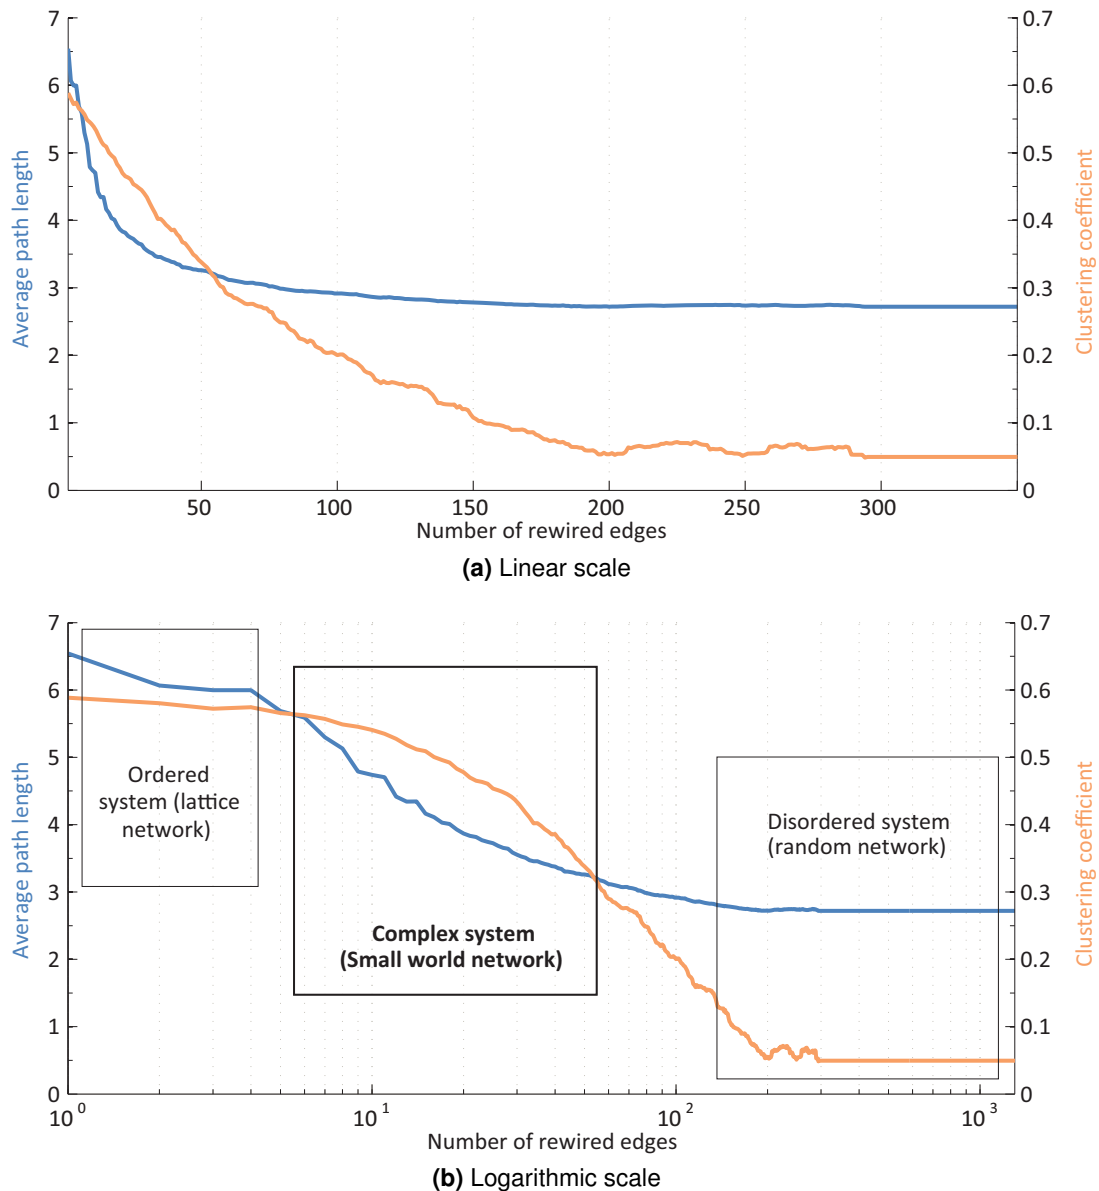 7
6
5
4
3
2
1
0
Average path length
0.7
0.6
0.5
0.4
0.3
0.2
0.1
0
Clustering coefficient
50 100 150 200 250 300
Number of rewired edges
(a) Linear scale
7
6
5
4
3
2
1
0
Average path length
0.7
0.6
0.5
0.4
0.3
0.2
0.1
0
Clustering coefficient
Ordered
system (lattice
network)
Complex system
(Small world network)
Disordered system
(random network)
10^0 10^1 10^2 10^3
Number of rewired edges
(b) Logarithmic scale